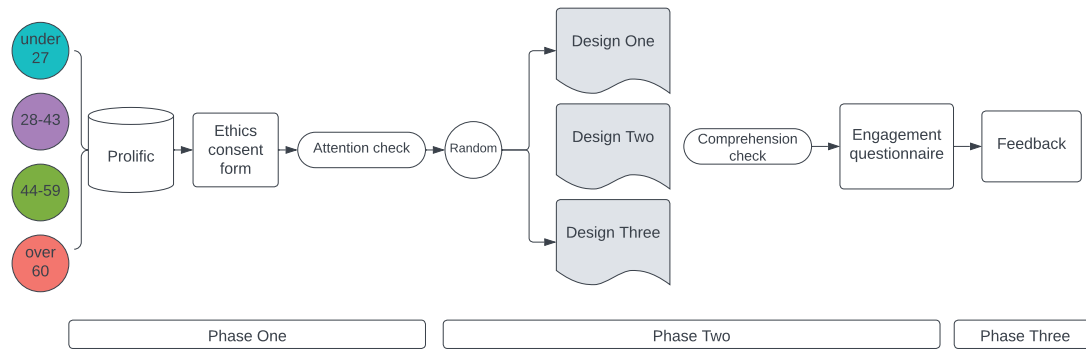 under
27
28-43
44-59
over
60
Prolific
Ethics
consent
form
Attention check
Random
Design One
Design Two
Design Three
Comprehension
check
Engagement
questionnaire
Feedback
Phase One
Phase Two
Phase Three